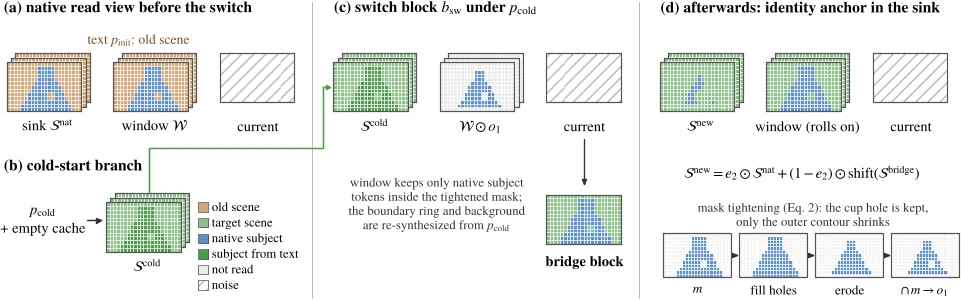 (a) native read view before the switch
text p_init: old scene
sink 𝒮^nat
window 𝒲
current
(b) cold-start branch
p_cold
+ empty cache
𝒮^cold
old scene
target scene
native subject
subject from text
not read
noise
(c) switch block b_sw under p_cold
𝒮^cold
𝒲 ⊙ o₁
current
window keeps only native subject
tokens inside the tightened mask;
the boundary ring and background
are re-synthesized from p_cold
bridge block
(d) afterwards: identity anchor in the sink
𝒮^new
window (rolls on)
current
𝒮^new = e₂ ⊙ 𝒮^nat + (1 − e₂) ⊙ shift(𝒮^bridge)
mask tightening (Eq. 2): the cup hole is kept,
only the outer contour shrinks
m
fill holes
erode
∩ m → o₁